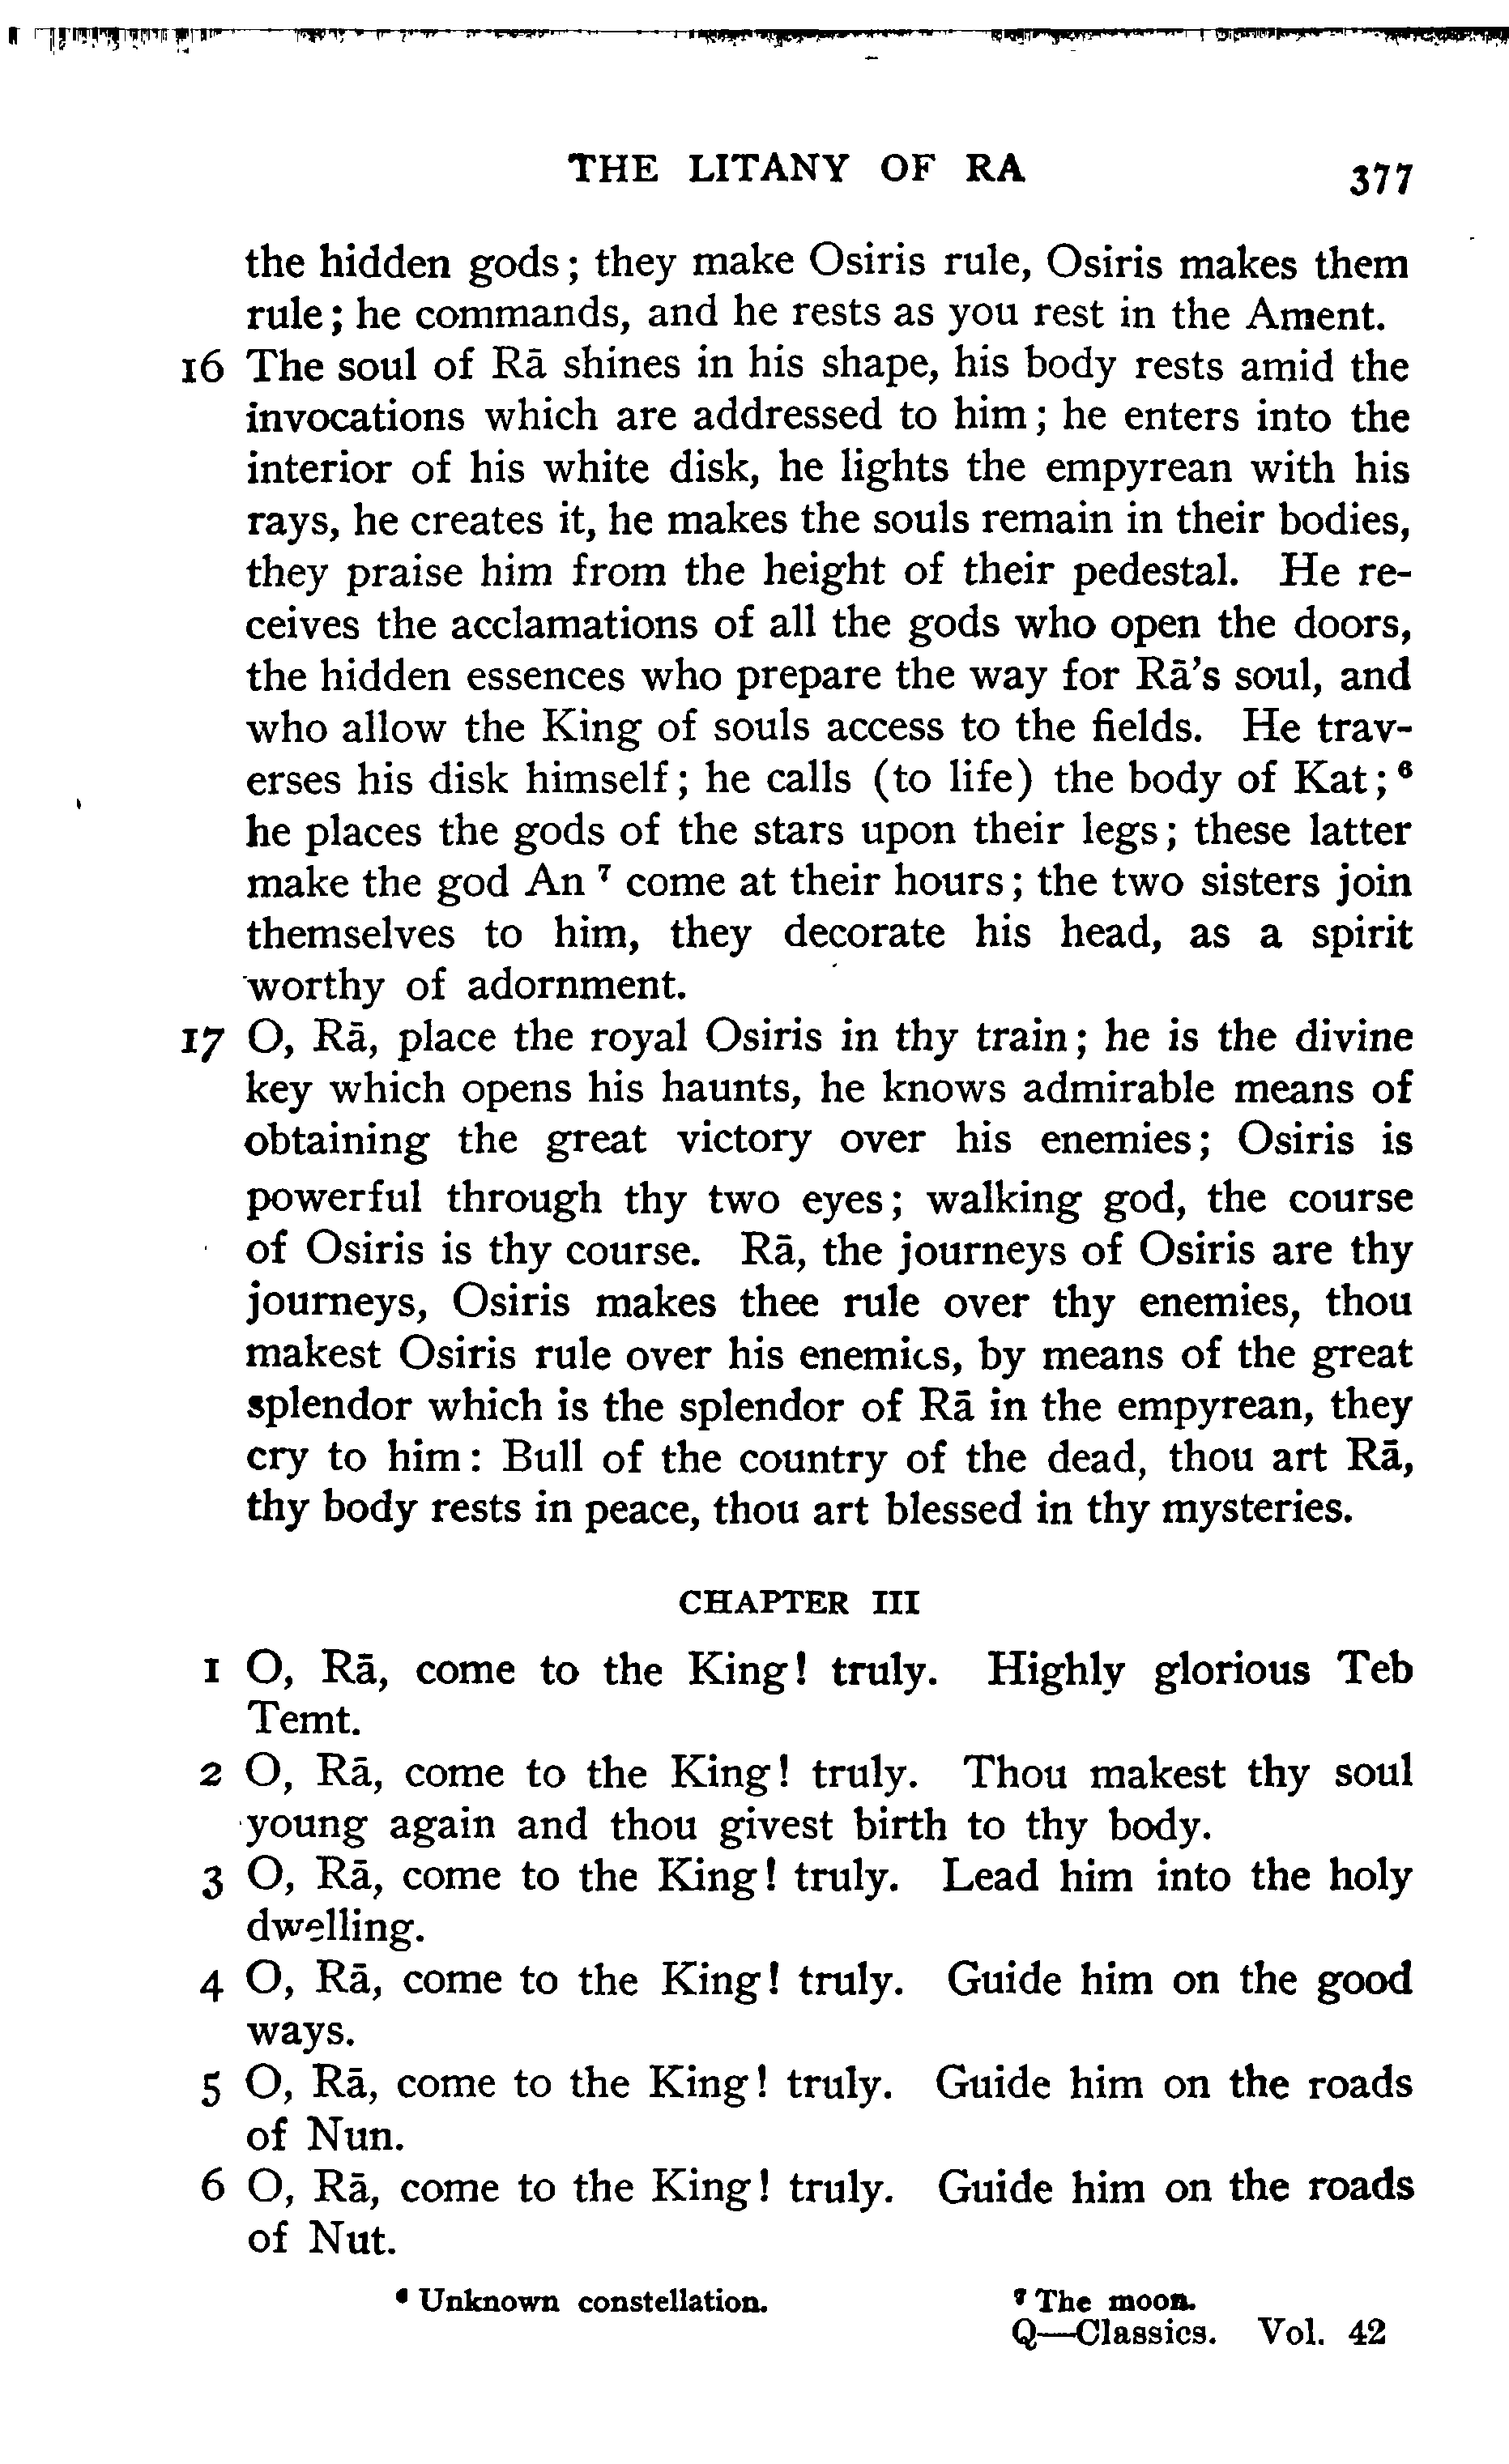 THE LITANY OF RA 377
the hidden gods; they make Osiris rule, Osiris makes them
rule; he commands, and he rests as you rest in the Ament.
16 The soul of Rā shines in his shape, his body rests amid the
invocations which are addressed to him; he enters into the
interior of his white disk, he lights the empyrean with his
rays, he creates it, he makes the souls remain in their bodies,
they praise him from the height of their pedestal. He re-
ceives the acclamations of all the gods who open the doors,
the hidden essences who prepare the way for Rā's soul, and
who allow the King of souls access to the fields. He trav-
erses his disk himself; he calls (to life) the body of Kat;⁶
he places the gods of the stars upon their legs; these latter
make the god An ⁷ come at their hours; the two sisters join
themselves to him, they decorate his head, as a spirit
worthy of adornment.
17 O, Rā, place the royal Osiris in thy train; he is the divine
key which opens his haunts, he knows admirable means of
obtaining the great victory over his enemies; Osiris is
powerful through thy two eyes; walking god, the course
of Osiris is thy course. Rā, the journeys of Osiris are thy
journeys, Osiris makes thee rule over thy enemies, thou
makest Osiris rule over his enemies, by means of the great
splendor which is the splendor of Rā in the empyrean, they
cry to him: Bull of the country of the dead, thou art Rā,
thy body rests in peace, thou art blessed in thy mysteries.
CHAPTER III
1 O, Rā, come to the King! truly. Highly glorious Teb
Temt.
2 O, Rā, come to the King! truly. Thou makest thy soul
young again and thou givest birth to thy body.
3 O, Rā, come to the King! truly. Lead him into the holy
dwelling.
4 O, Rā, come to the King! truly. Guide him on the good
ways.
5 O, Rā, come to the King! truly. Guide him on the roads
of Nun.
6 O, Rā, come to the King! truly. Guide him on the roads
of Nut.
⁶ Unknown constellation. ⁷ The moon.
Q—Classics. Vol. 42